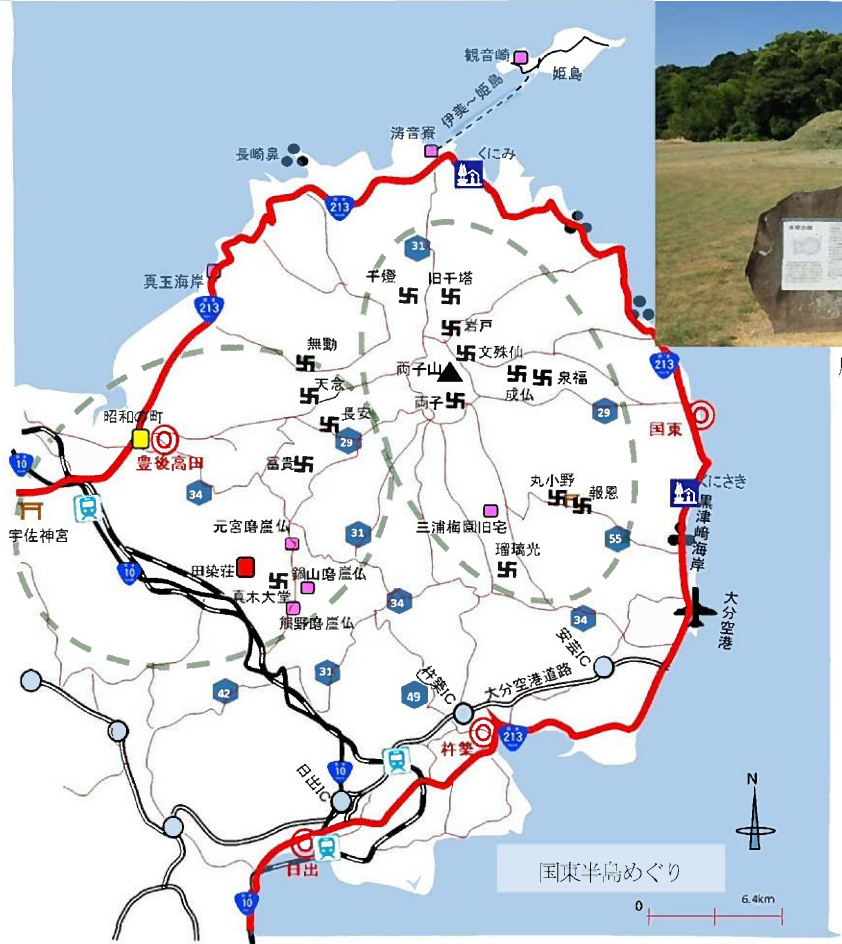 観音崎
姫島
伊美～姫島
涛音寮
長崎鼻
くにみ
213
31
真玉海岸
213
千燈
旧千塔
岩戸
無動
文殊仙
両子山
213
天念
成仏
泉福
両子
昭和の町
長安
29
国東
29
10
豊後高田
富貴
34
丸小野
報恩
くにさき
宇佐神宮
元宮磨崖仏
31
三浦梅園旧宅
55
黒津崎海岸
10
田染荘
鍋山磨崖仏
瑠璃光
真木大堂
34
熊野磨崖仏
34
大分空港
安芸IC
31
42
49
杵築IC
大分空港道路
杵築
213
10
日出IC
N
日出
国東半島めぐり
10
0
6.4km